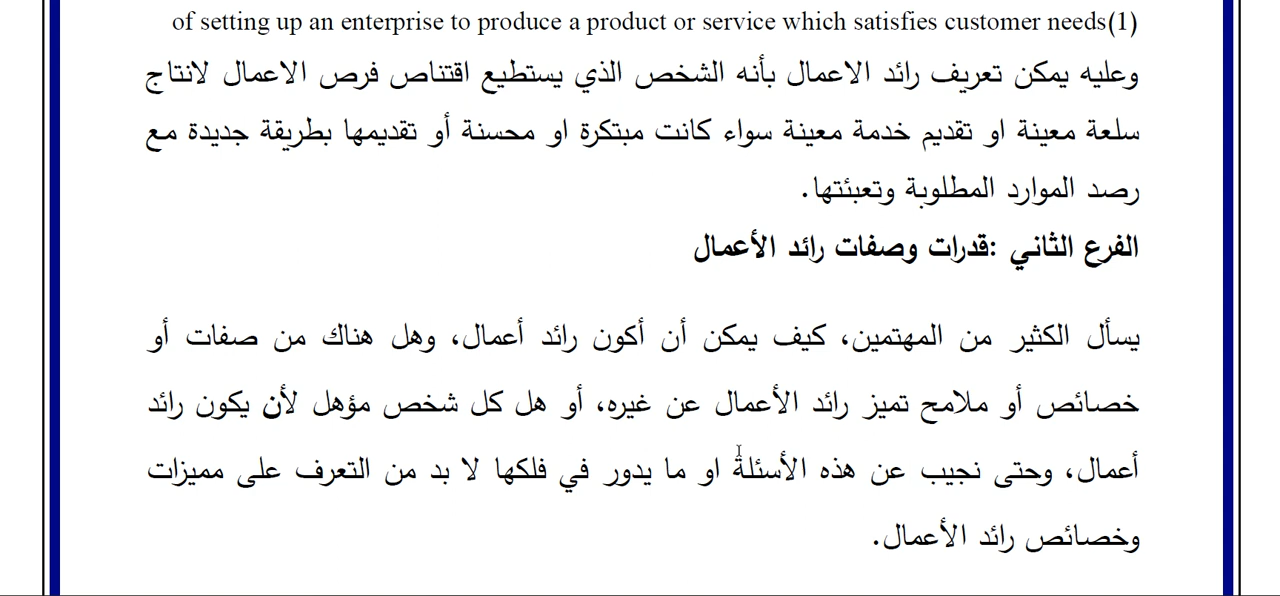 of setting up an enterprise to produce a product or service which satisfies customer needs(1)
وعليه يمكن تعريف رائد الاعمال بأنه الشخص الذي يستطيع اقتناص فرص الاعمال لانتاج
سلعة معينة او تقديم خدمة معينة سواء كانت مبتكرة او محسنة أو تقديمها بطريقة جديدة مع
رصد الموارد المطلوبة وتعبئتها.
الفرع الثاني :قدرات وصفات رائد الأعمال
يسأل الكثير من المهتمين، كيف يمكن أن أكون رائد أعمال، وهل هناك من صفات أو
خصائص أو ملامح تميز رائد الأعمال عن غيره، أو هل كل شخص مؤهل لأن يكون رائد
أعمال، وحتى نجيب عن هذه الأسئلة او ما يدور في فلكها لا بد من التعرف على مميزات
وخصائص رائد الأعمال.